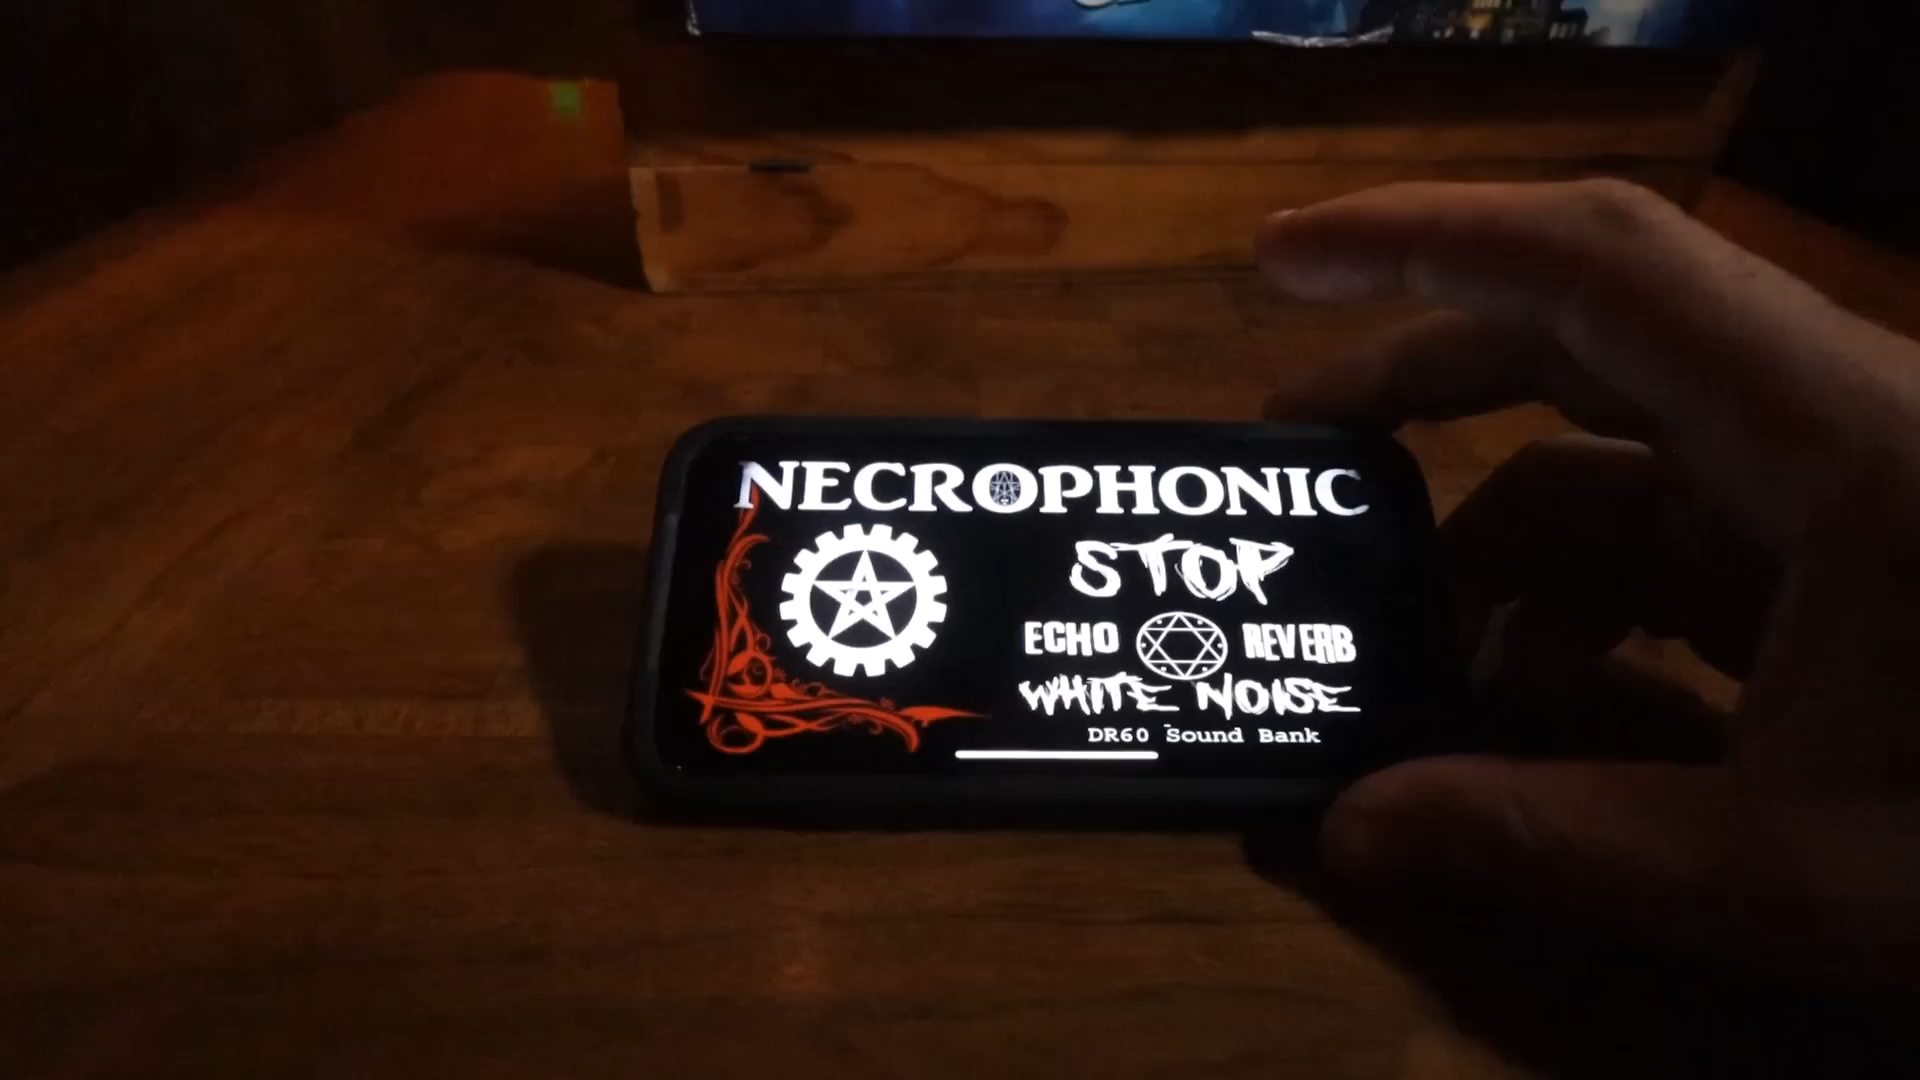 NECROPHONIC
STOP
ECHO REVERB
WHITE NOISE
DR60 Sound Bank